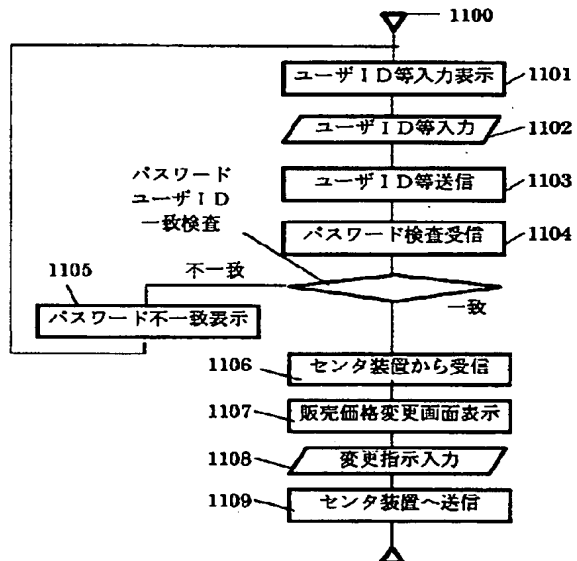 1100
ユーザID等入力表示
1101
ユーザID等入力
1102
パスワード
ユーザID
一致検査
ユーザID等送信
1103
パスワード検査受信
1104
1105
不一致
一致
パスワード不一致表示
1106
センタ装置から受信
1107
販売価格変更画面表示
1108
変更指示入力
1109
センタ装置へ送信